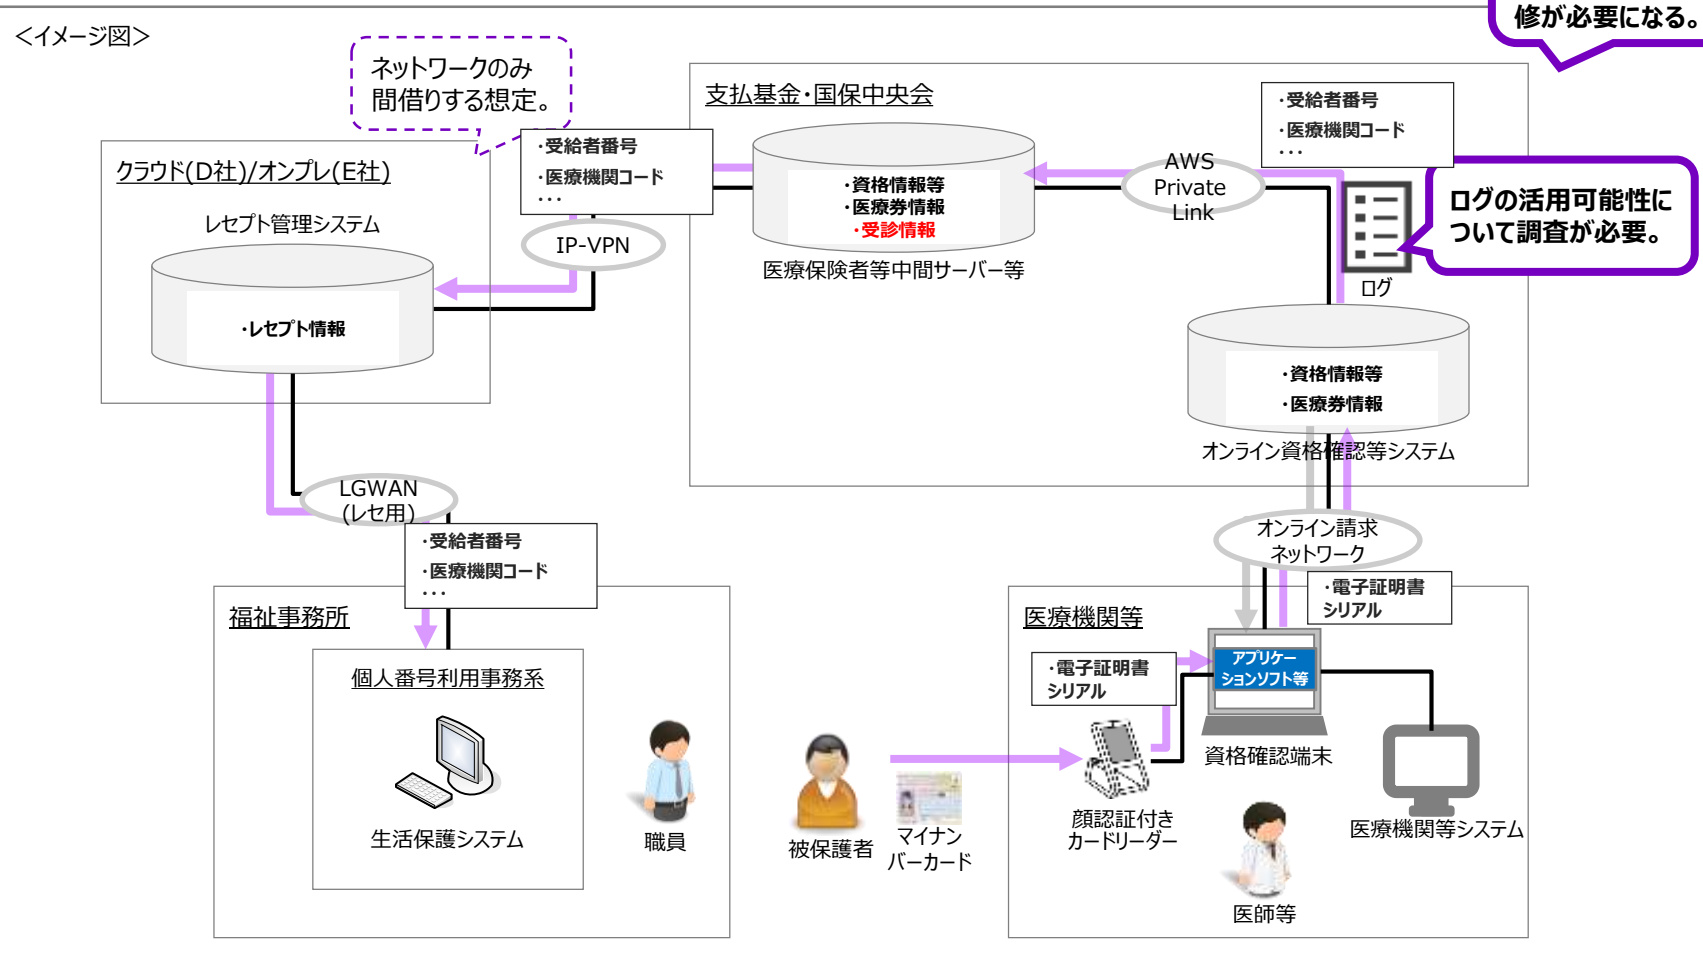 修が必要になる。
＜イメージ図＞
ネットワークのみ
間借りする想定。
支払基金・国保中央会
・受給者番号
・医療機関コード
・・・
・受給者番号
・医療機関コード
・・・
クラウド(D社)/オンプレ(E社)
レセプト管理システム
・レセプト情報
IP-VPN
・資格情報等
・医療券情報
・受診情報
医療保険者等中間サーバー等
AWS
Private
Link
ログの活用可能性に
ついて調査が必要。
ログ
・資格情報等
・医療券情報
オンライン資格確認等システム
LGWAN
(レセ用)
・受給者番号
・医療機関コード
・・・
オンライン請求
ネットワーク
・電子証明書
シリアル
福祉事務所
個人番号利用事務系
生活保護システム
職員
被保護者
マイナン
バーカード
医療機関等
・電子証明書
シリアル
アプリケー
ションソフト等
資格確認端末
顔認証付き
カードリーダー
医師等
医療機関等システム